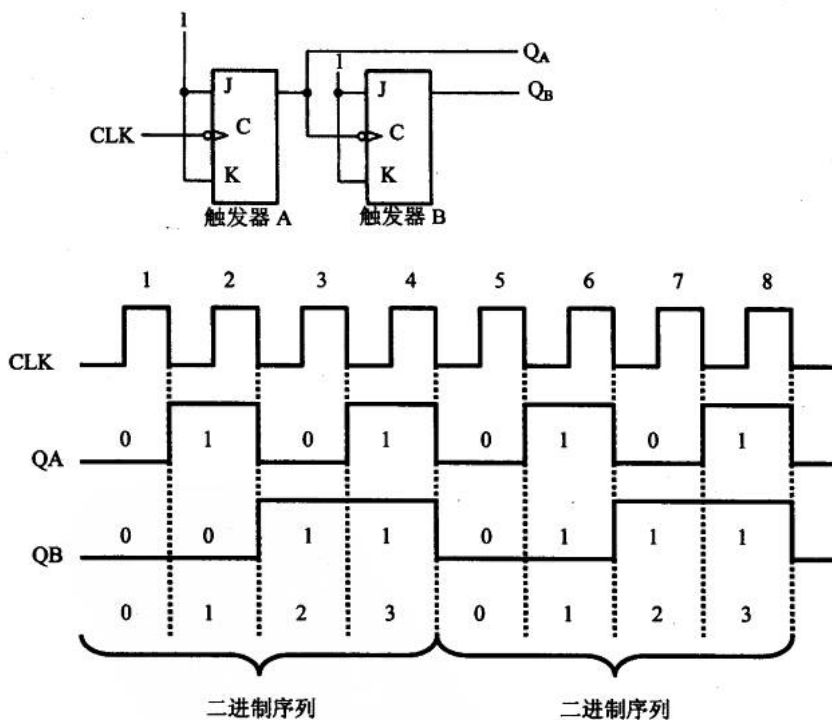 1
1
Q_A
J
J
Q_B
CLK
C
C
K
K
触发器 A
触发器 B
1 2 3 4 5 6 7 8
CLK
QA 0 1 0 1 0 1 0 1
QB 0 0 1 1 0 1 1 1
0 1 2 3 0 1 2 3
二进制序列 二进制序列